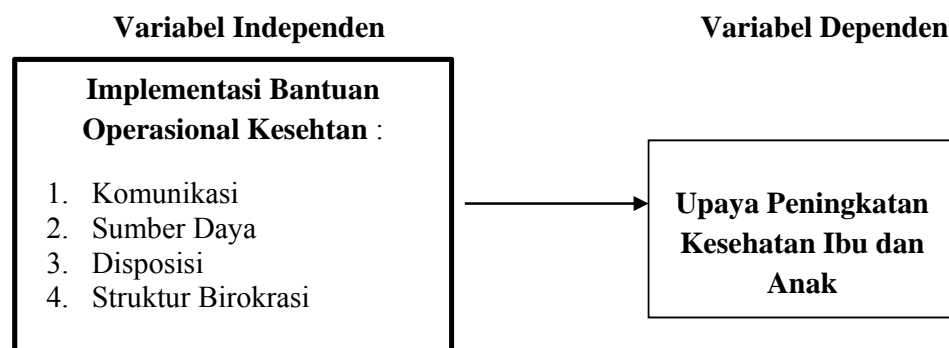 Variabel Independen
Variabel Dependen
Implementasi Bantuan
Operasional Kesehtan :
1. Komunikasi
2. Sumber Daya
3. Disposisi
4. Struktur Birokrasi
Upaya Peningkatan
Kesehatan Ibu dan
Anak